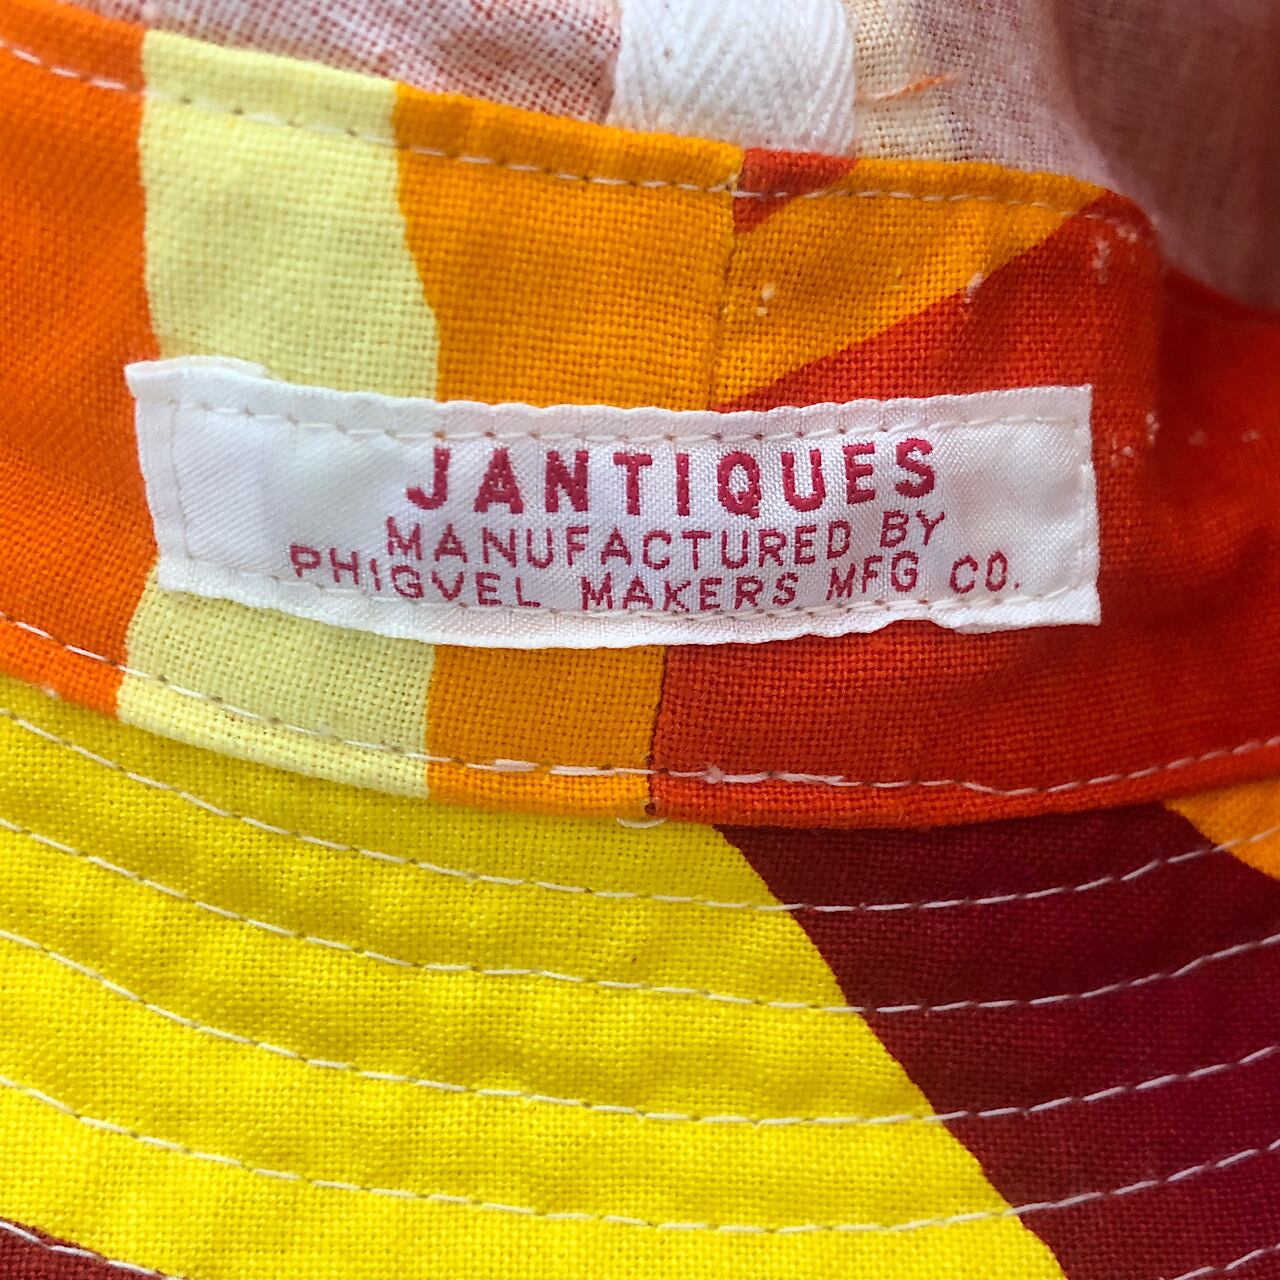 JANTIQUES
MANUFACTURED BY
PHIGVEL MAKERS MFG CO.